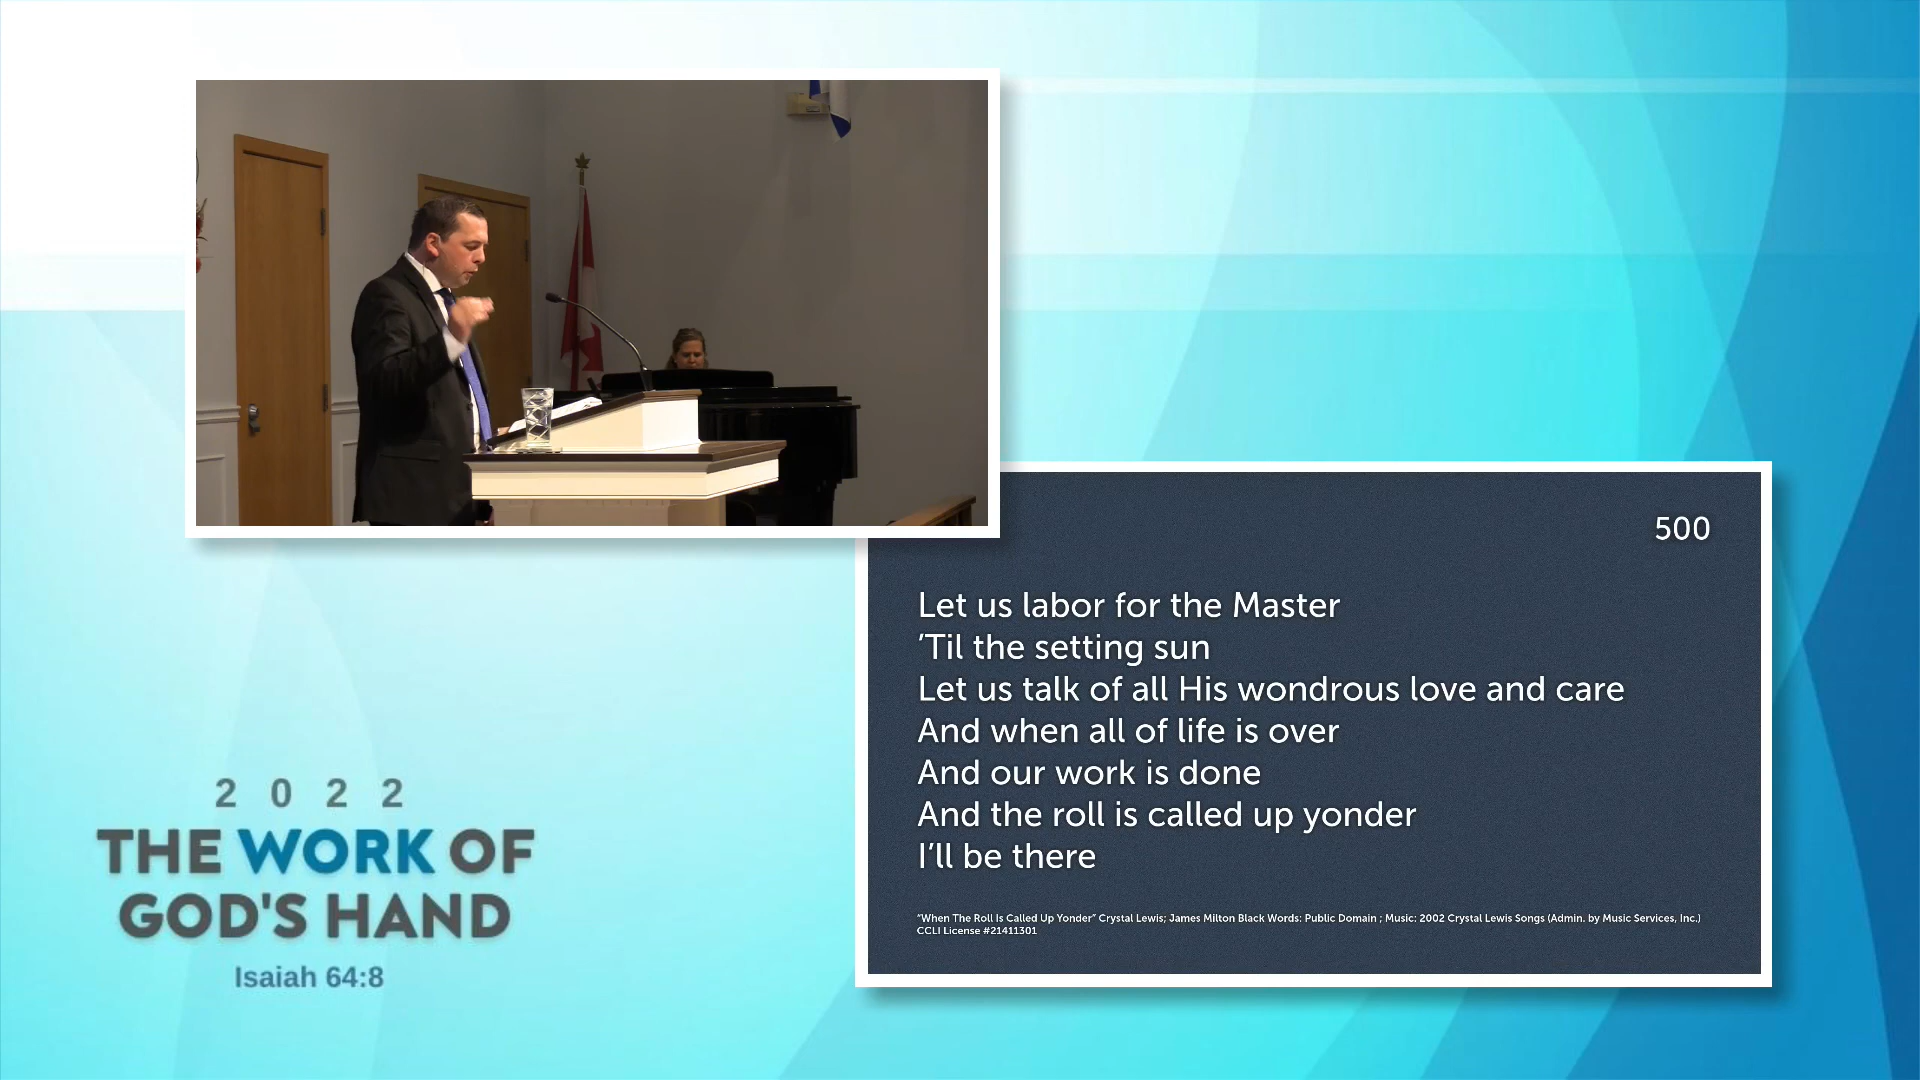 500
Let us labor for the Master
’Til the setting sun
Let us talk of all His wondrous love and care
And when all of life is over
And our work is done
And the roll is called up yonder
I’ll be there
“When The Roll Is Called Up Yonder” Crystal Lewis; James Milton Black Words: Public Domain ; Music: 2002 Crystal Lewis Songs (Admin. by Music Services, Inc.)
CCLI License #21411301
2022
THE WORK OF
GOD'S HAND
Isaiah 64:8